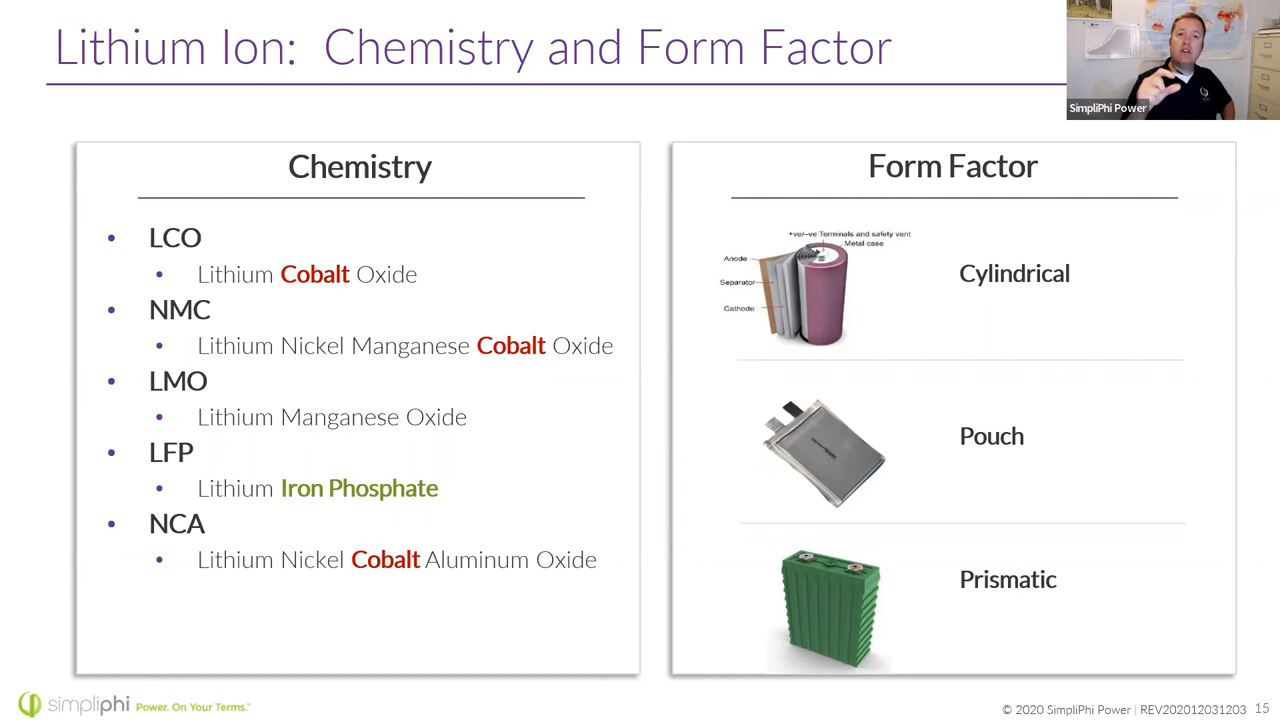 Lithium Ion: Chemistry and Form Factor
SimpliPhi Power
Chemistry
• LCO
• Lithium Cobalt Oxide
• NMC
• Lithium Nickel Manganese Cobalt Oxide
• LMO
• Lithium Manganese Oxide
• LFP
• Lithium Iron Phosphate
• NCA
• Lithium Nickel Cobalt Aluminum Oxide
Form Factor
+ve/–ve Terminals and safety vent
Metal case
Anode
Separator
Cathode
Cylindrical
Pouch
Prismatic
simpliphi Power. On Your Terms.™
© 2020 SimpliPhi Power | REV202012031203 15